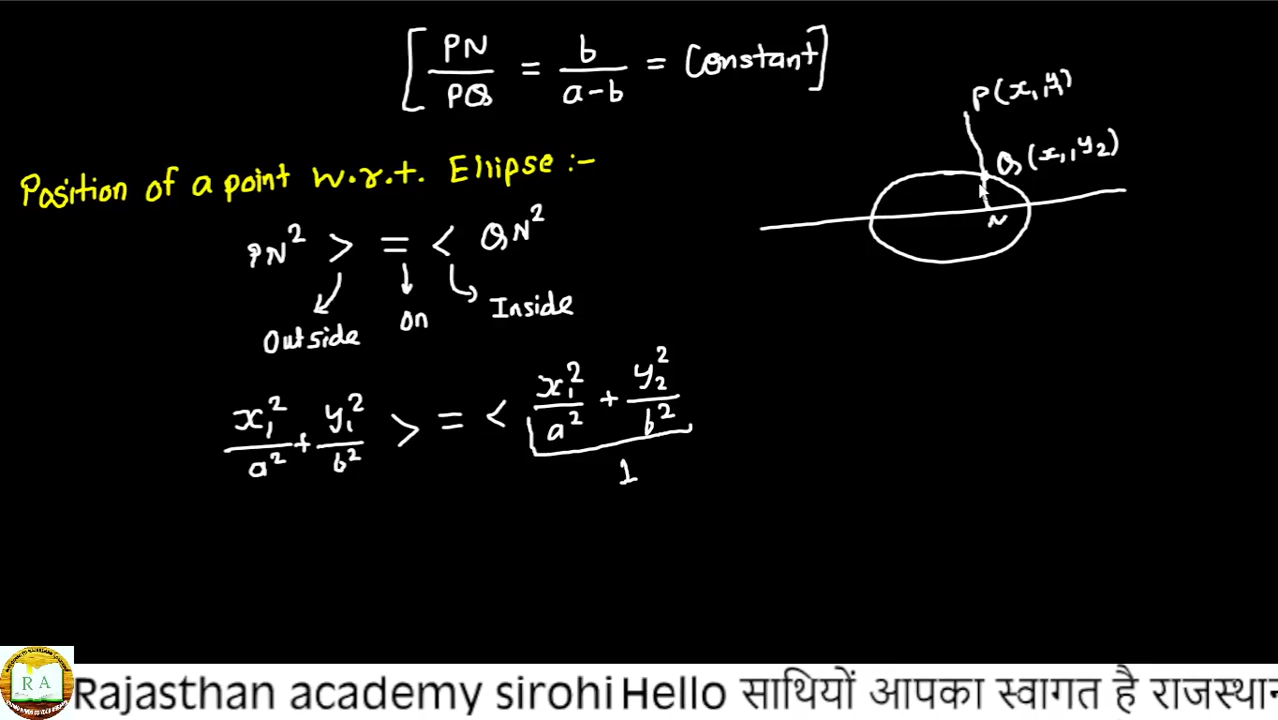 [PN/PQ = b/a-b = Constant]
P(x₁,y₁)
Q(x₁,y₂)
N
Position of a point w.r.t. Ellipse :-
PN² > = < QN²
Outside On Inside
x₁²/a² + y₁²/b² > = < x₁²/a² + y₂²/b²
1
RA
Rajasthan academy sirohi Hello साथियों आपका स्वागत है